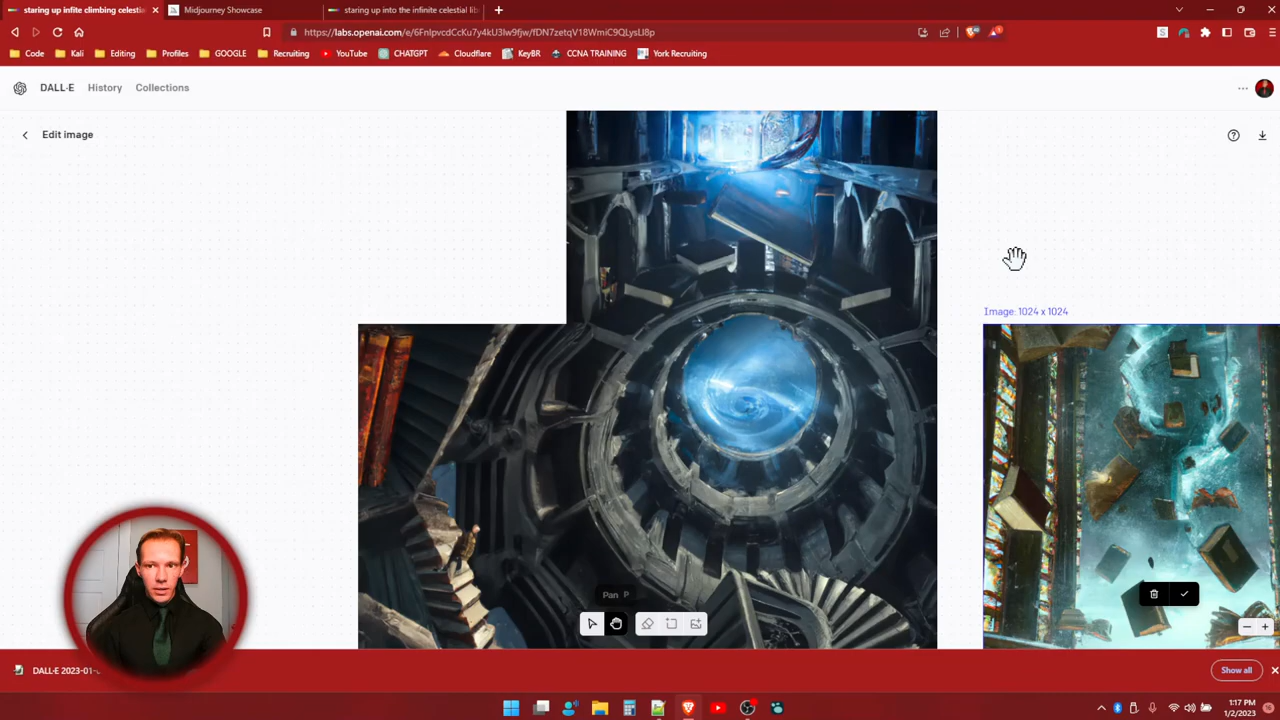 staring up infite climbing celestia
Midjourney Showcase
staring up into the infinite celestial lib
https://labs.openai.com/e/6FnlpvcdCcKu7y4kU3lw9fjw/fDN7zetqV18WmiC9QLysLl8p
Code
Kali
Editing
Profiles
GOOGLE
Recruiting
YouTube
CHATGPT
Cloudflare
KeyBR
CCNA TRAINING
York Recruiting
DALL·E
History
Collections
Edit image
Image: 1024 x 1024
Pan P
DALL·E 2023-01-
Show all
1:17 PM
1/2/2023